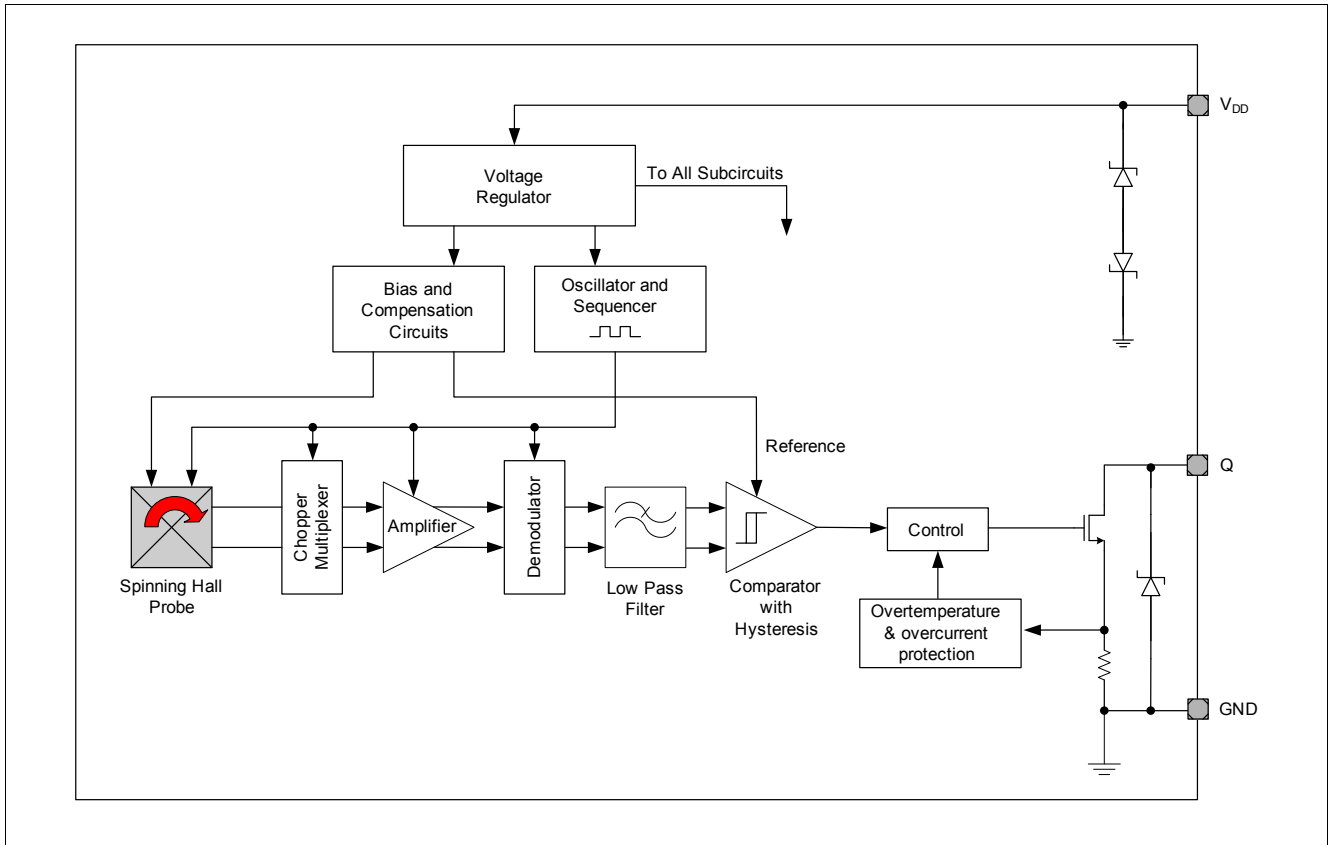 V_DD
Voltage
Regulator
To All Subcircuits
Bias and
Compensation
Circuits
Oscillator and
Sequencer
Reference
Q
Chopper
Multiplexer
Amplifier
Demodulator
Control
Spinning Hall
Probe
Low Pass
Filter
Comparator
with
Hysteresis
Overtemperature
& overcurrent
protection
GND